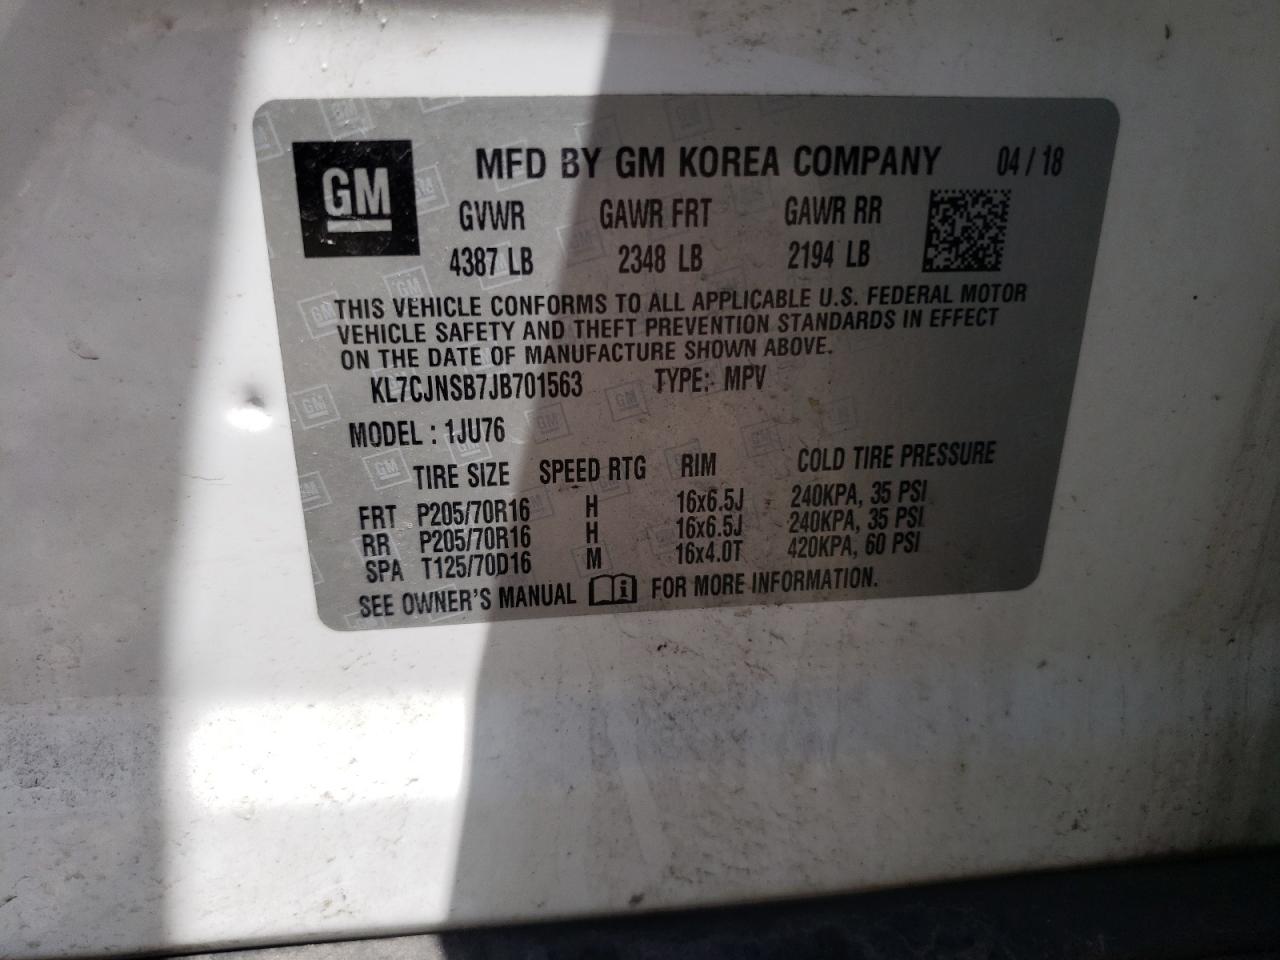 GM
MFD BY GM KOREA COMPANY 04 / 18
GVWR GAWR FRT GAWR RR
4387 LB 2348 LB 2194 LB
THIS VEHICLE CONFORMS TO ALL APPLICABLE U.S. FEDERAL MOTOR
VEHICLE SAFETY AND THEFT PREVENTION STANDARDS IN EFFECT
ON THE DATE OF MANUFACTURE SHOWN ABOVE.
KL7CJNSB7JB701563 TYPE: MPV
MODEL : 1JU76
TIRE SIZE SPEED RTG RIM COLD TIRE PRESSURE
FRT P205/70R16 H 16x6.5J 240KPA, 35 PSI
RR P205/70R16 H 16x6.5J 240KPA, 35 PSI
SPA T125/70D16 M 16x4.0T 420KPA, 60 PSI
SEE OWNER'S MANUAL FOR MORE INFORMATION.